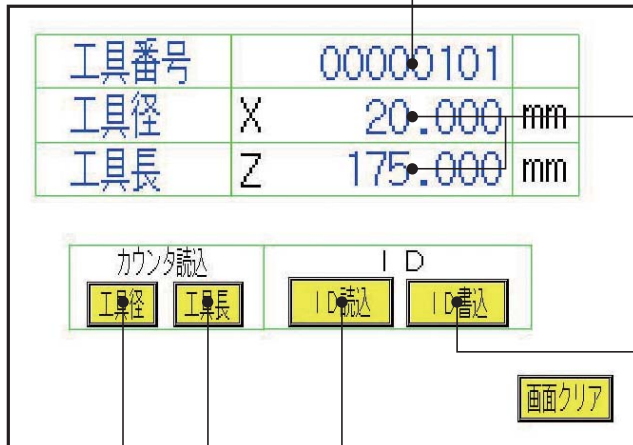 工具番号 00000101
工具径 X 20.000 mm
工具長 Z 175.000 mm
カウンタ読込 ID
工具径 工具長 ID読込 ID書込
画面クリア